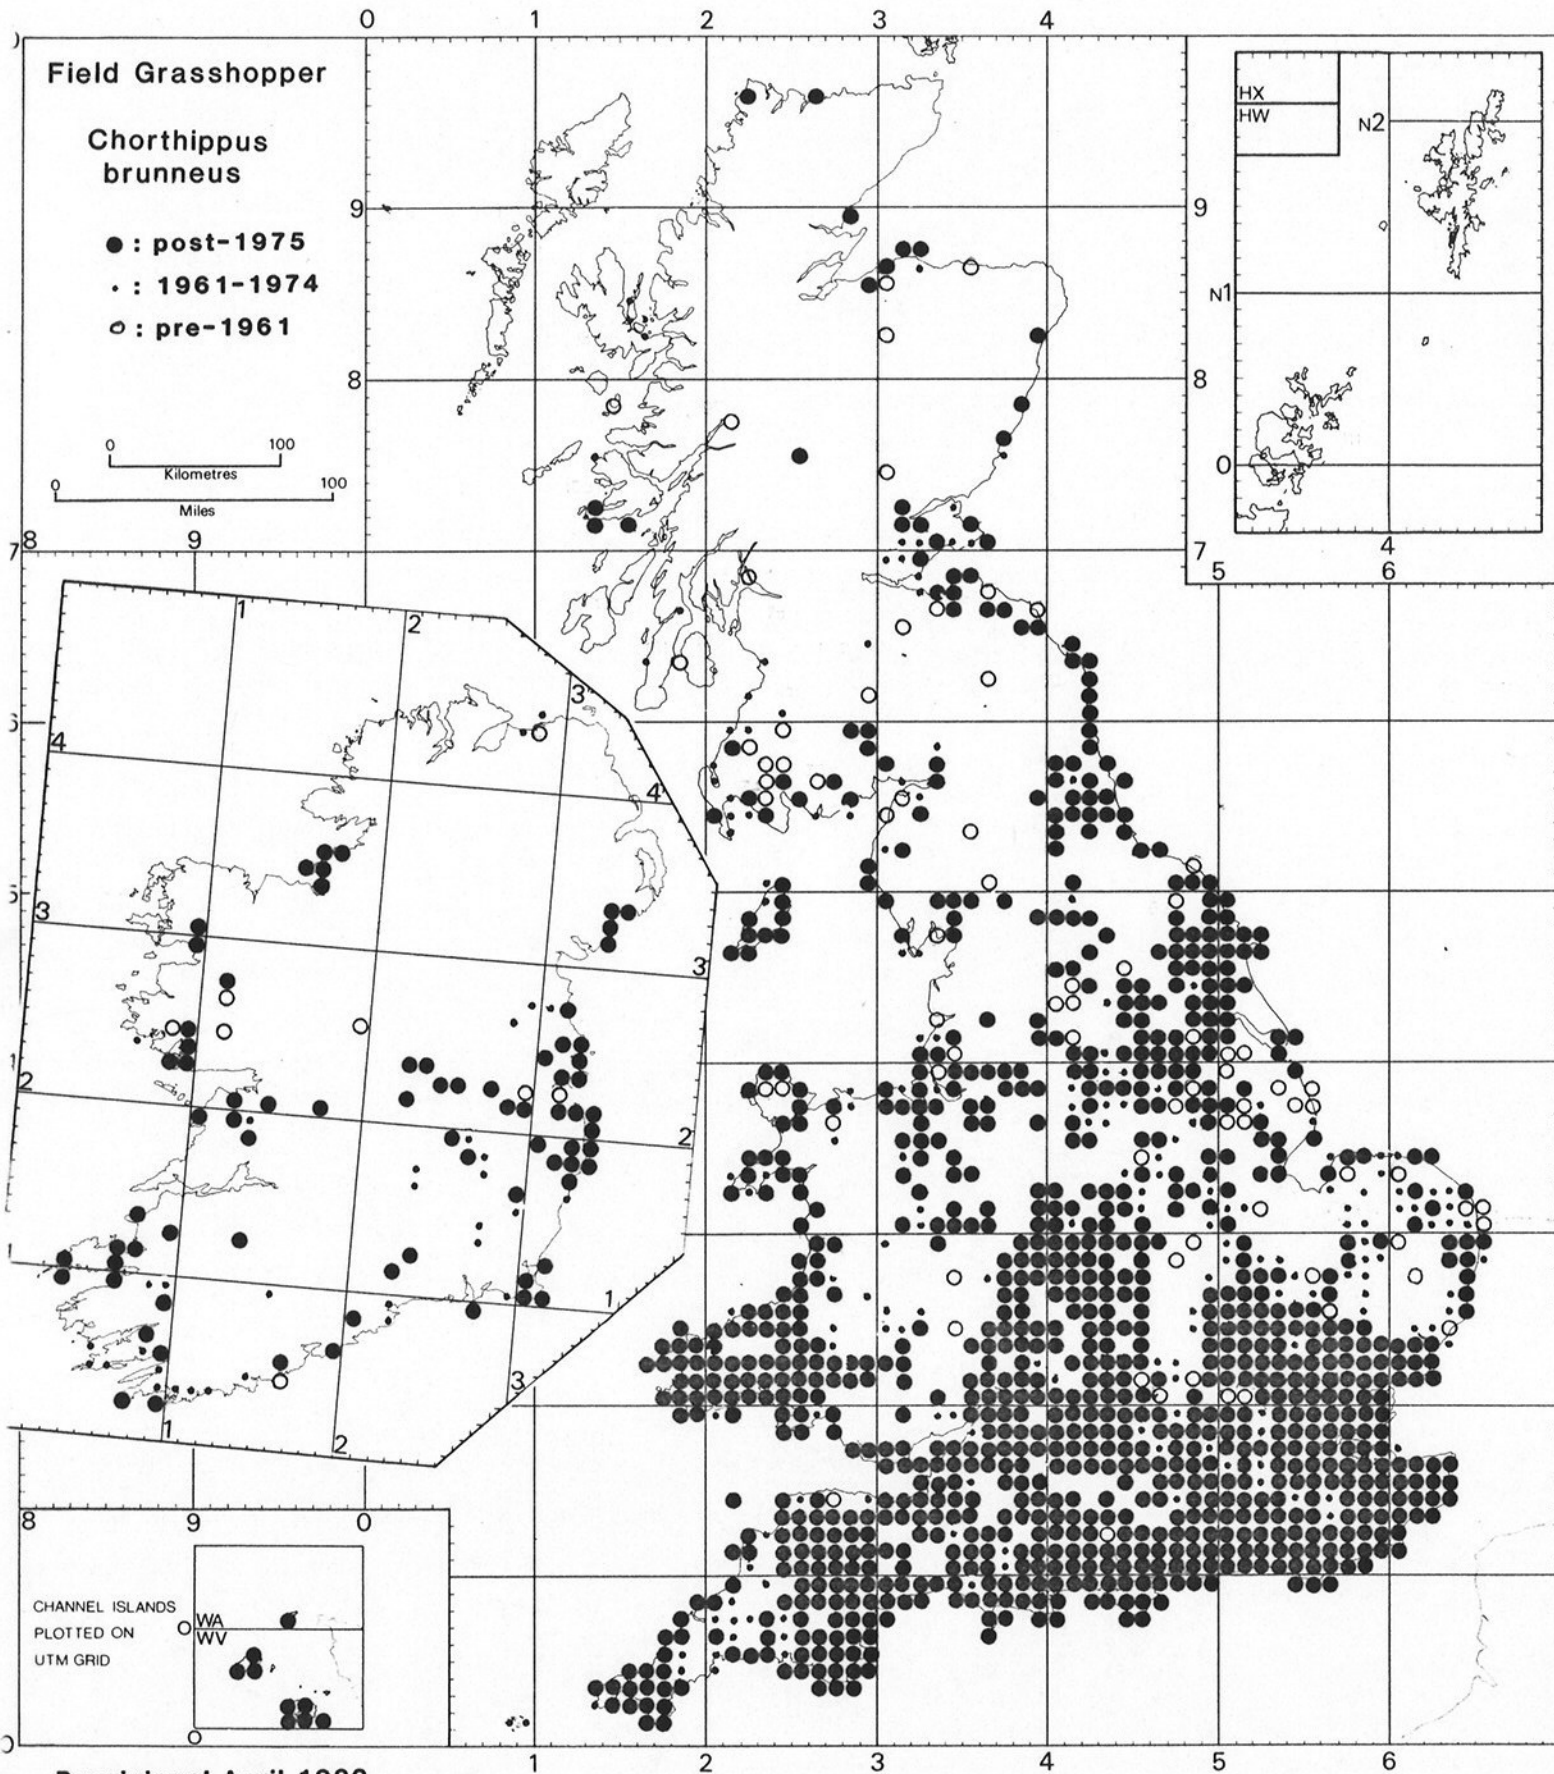 0 1 2 3 4
Field Grasshopper
Chorthippus
brunneus
● : post-1975
· : 1961-1974
○ : pre-1961
0 100
Kilometres
0 100
Miles
HX
HW
N2
N1
0
4
9 9
8 8
8 9 7 7
5 6
1 2
3
4 4
3 3
2 2
1
3
1 2
8 9 0
CHANNEL ISLANDS
PLOTTED ON
UTM GRID
0 WA
WV
0
1 2 3 4 5 6